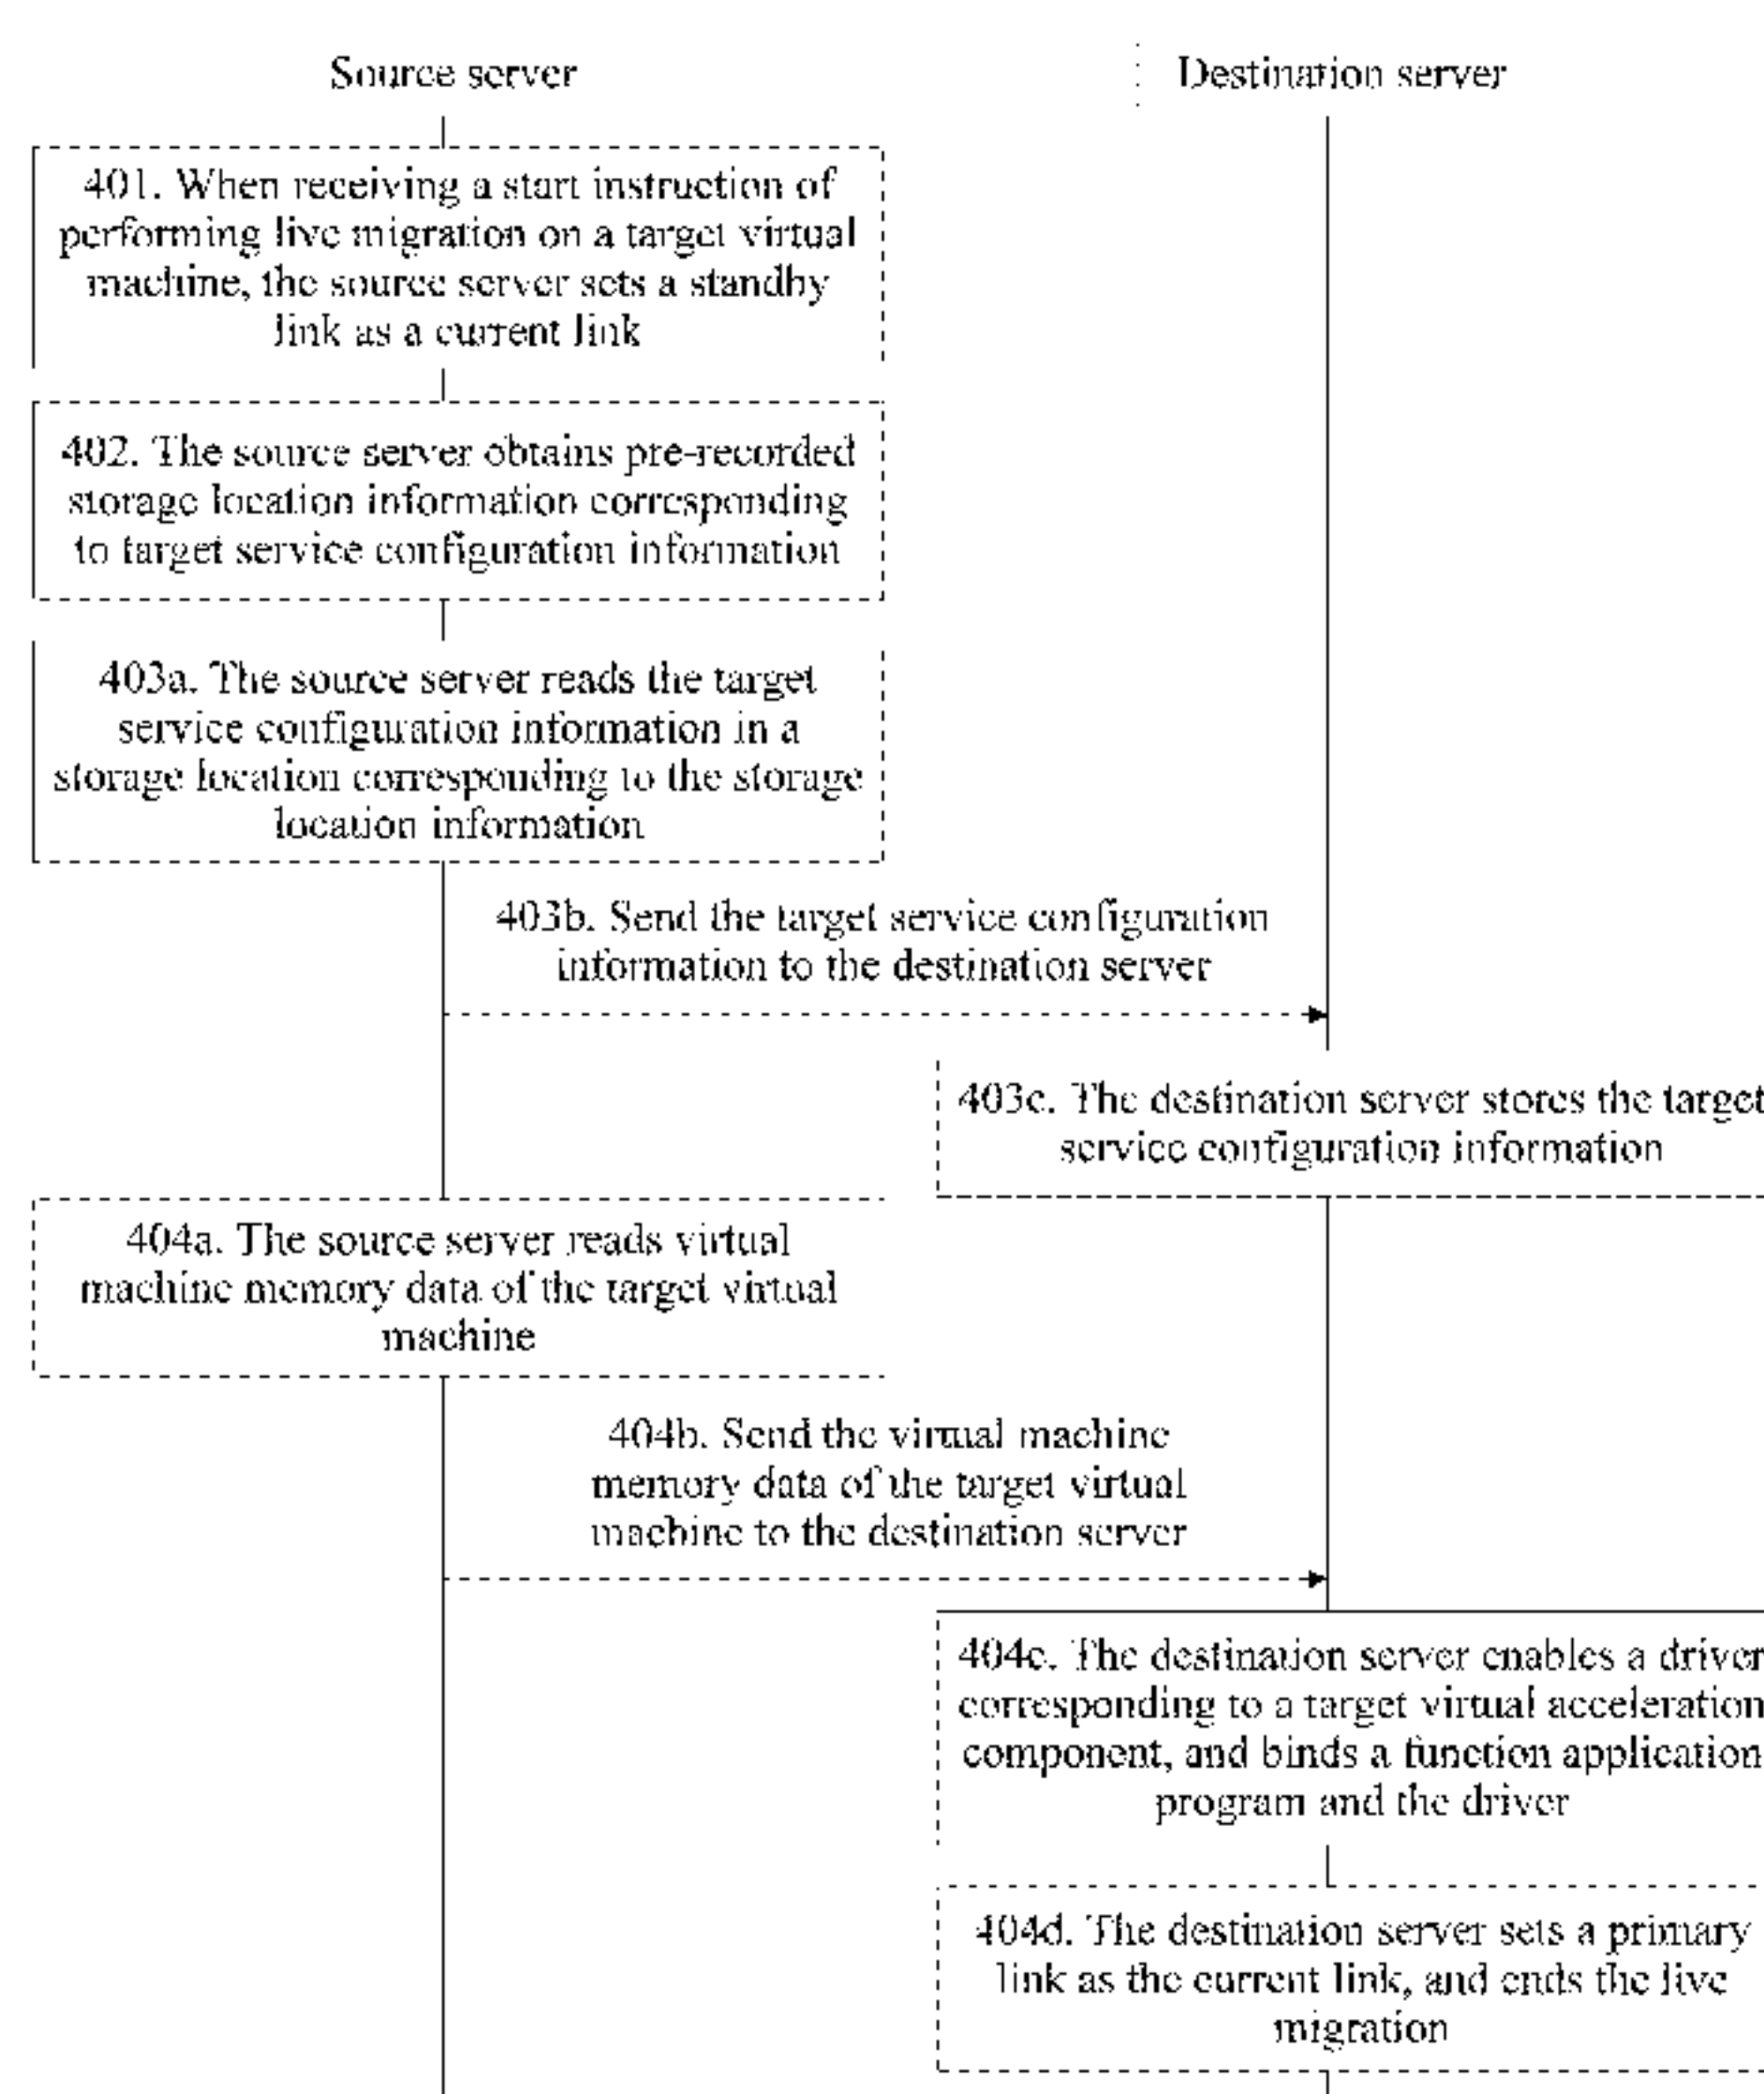 Source server
Destination server
401. When receiving a start instruction of
performing live migration on a target virtual
machine, the source server sets a standby
link as a current link
402. The source server obtains pre-recorded
storage location information corresponding
to target service configuration information
403a. The source server reads the target
service configuration information in a
storage location corresponding to the storage
location information
403b. Send the target service configuration
information to the destination server
403c. The destination server stores the target
service configuration information
404a. The source server reads virtual
machine memory data of the target virtual
machine
404b. Send the virtual machine
memory data of the target virtual
machine to the destination server
404c. The destination server enables a driver
corresponding to a target virtual acceleration
component, and binds a function application
program and the driver
404d. The destination server sets a primary
link as the current link, and ends the live
migration